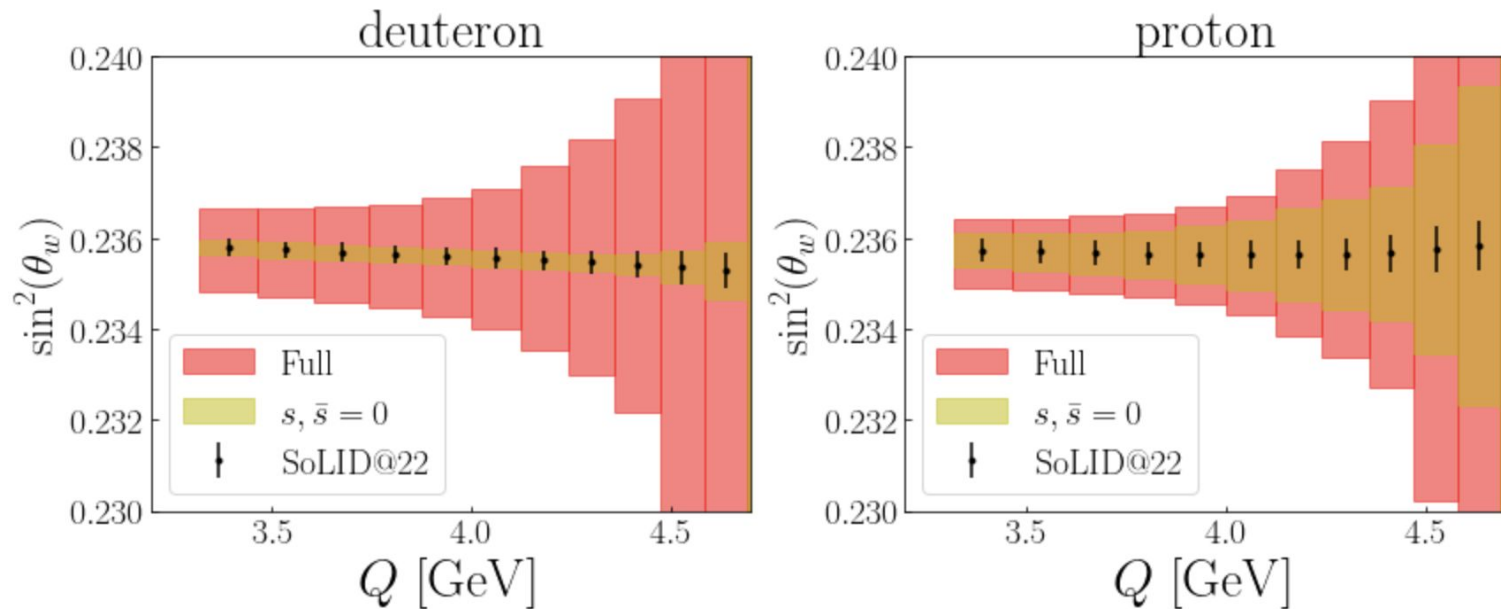 deuteron
0.240
0.238
0.236
0.234
0.232
0.230
sin²(θ_w)
Full
s, s̄ = 0
SoLID@22
3.5 4.0 4.5
Q [GeV]
proton
0.240
0.238
0.236
0.234
0.232
0.230
sin²(θ_w)
Full
s, s̄ = 0
SoLID@22
3.5 4.0 4.5
Q [GeV]